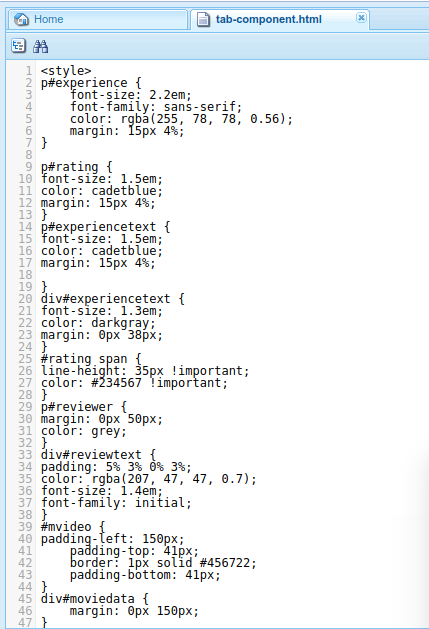 Home
tab-component.html
1 <style>
2 p#experience {
3     font-size: 2.2em;
4     font-family: sans-serif;
5     color: rgba(255, 78, 78, 0.56);
6     margin: 15px 4%;
7 }
8
9 p#rating {
10 font-size: 1.5em;
11 color: cadetblue;
12 margin: 15px 4%;
13 }
14 p#experiencetext {
15 font-size: 1.5em;
16 color: cadetblue;
17 margin: 15px 4%;
18
19 }
20 div#experiencetext {
21 font-size: 1.3em;
22 color: darkgray;
23 margin: 0px 38px;
24 }
25 #rating span {
26 line-height: 35px !important;
27 color: #234567 !important;
28 }
29 p#reviewer {
30 margin: 0px 50px;
31 color: grey;
32 }
33 div#reviewtext {
34 padding: 5% 3% 0% 3%;
35 color: rgba(207, 47, 47, 0.7);
36 font-size: 1.4em;
37 font-family: initial;
38 }
39 #mvideo {
40 padding-left: 150px;
41     padding-top: 41px;
42     border: 1px solid #456722;
43     padding-bottom: 41px;
44 }
45 div#moviedata {
46     margin: 0px 150px;
47 }